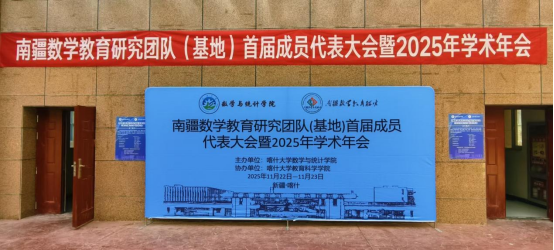 南疆数学教育研究团队（基地）首届成员代表大会暨2025年学术年会
数学与统计学院
南疆数学教育
南疆数学教育研究团队(基地)首届成员
代表大会暨2025年学术年会
主办单位：喀什大学数学与统计学院
协办单位：喀什大学教育科学学院
2025年11月22日—11月23日
新疆·喀什